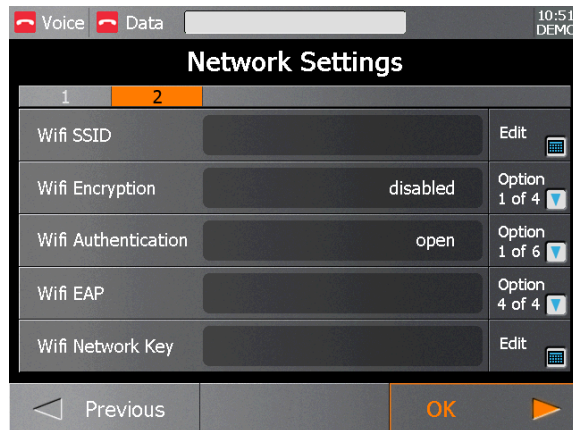 Voice Data 10:51
DEMO
Network Settings
1 2
Wifi SSID Edit
Wifi Encryption disabled Option
1 of 4
Wifi Authentication open Option
1 of 6
Wifi EAP Option
4 of 4
Wifi Network Key Edit
Previous OK